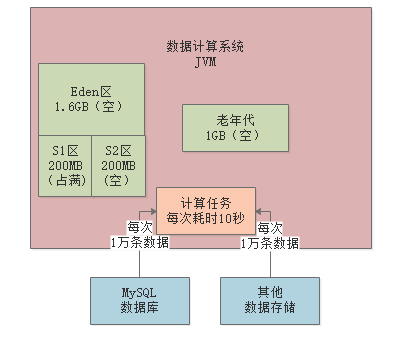 数据计算系统
JVM
Eden区
1.6GB（空）
老年代
1GB（空）
S1区
200MB
（占满）
S2区
200MB
（空）
计算任务
每次耗时10秒
每次
1万条数据
每次
1万条数据
MySQL
数据库
其他
数据存储